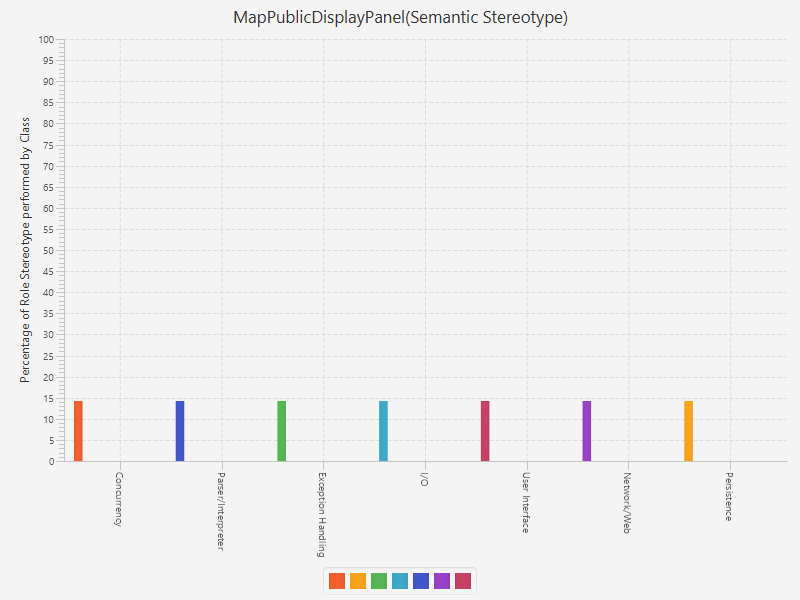 MapPublicDisplayPanel(Semantic Stereotype)
Percentage of Role Stereotype performed by Class
100
95
90
85
80
75
70
65
60
55
50
45
40
35
30
25
20
15
10
5
0
Concurrency
Parser/Interpreter
Exception Handling
I/O
User Interface
Network/Web
Persistence